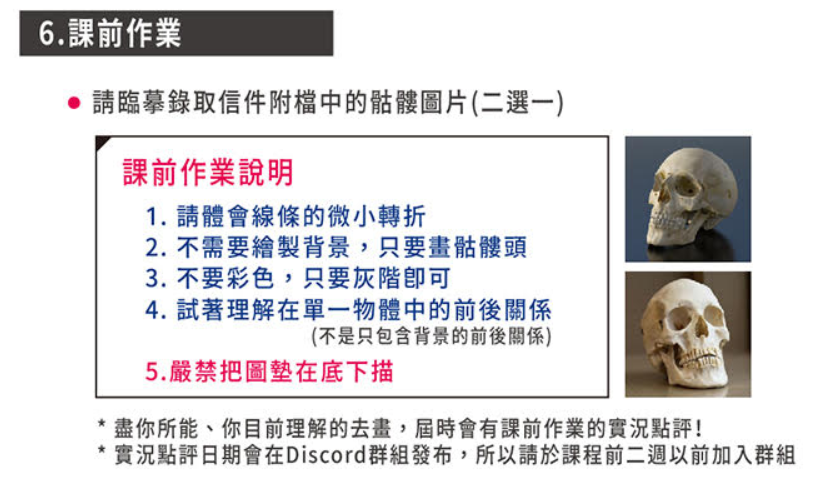 6.課前作業
● 請臨摹錄取信件附檔中的骷髏圖片(二選一)
課前作業說明
1. 請體會線條的微小轉折
2. 不需要繪製背景，只要畫骷髏頭
3. 不要彩色，只要灰階即可
4. 試著理解在單一物體中的前後關係
(不是只包含背景的前後關係)
5.嚴禁把圖墊在底下描
* 盡你所能、你目前理解的去畫，屆時會有課前作業的實況點評!
* 實況點評日期會在Discord群組發布，所以請於課程前二週以前加入群組